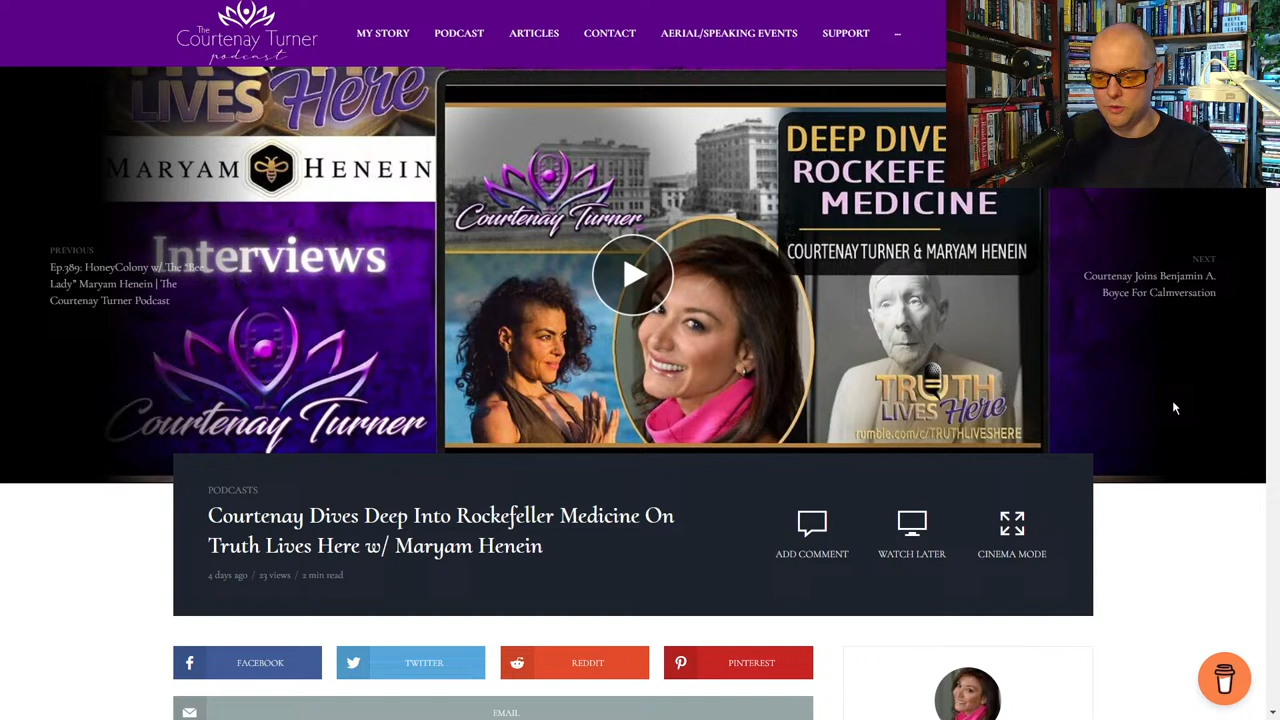 The
Courtenay Turner
podcast
MY STORY
PODCAST
ARTICLES
CONTACT
AERIAL/SPEAKING EVENTS
SUPPORT
...
TRUTH
LIVES Here
MARYAM HENEIN
Interviews
Courtenay Turner
PREVIOUS
Ep.389: HoneyColony w/ The “Bee
Lady” Maryam Henein | The
Courtenay Turner Podcast
Courtenay Turner
DEEP DIVE
ROCKEFE
MEDICINE
COURTENAY TURNER & MARYAM HENEIN
TRUTH
LIVES Here
rumble.com/c/TRUTHLIVESHERE
NEXT
Courtenay Joins Benjamin A.
Boyce For Calmversation
PODCASTS
Courtenay Dives Deep Into Rockefeller Medicine On
Truth Lives Here w/ Maryam Henein
4 days ago / 23 views / 2 min read
ADD COMMENT
WATCH LATER
CINEMA MODE
FACEBOOK
TWITTER
REDDIT
PINTEREST
EMAIL